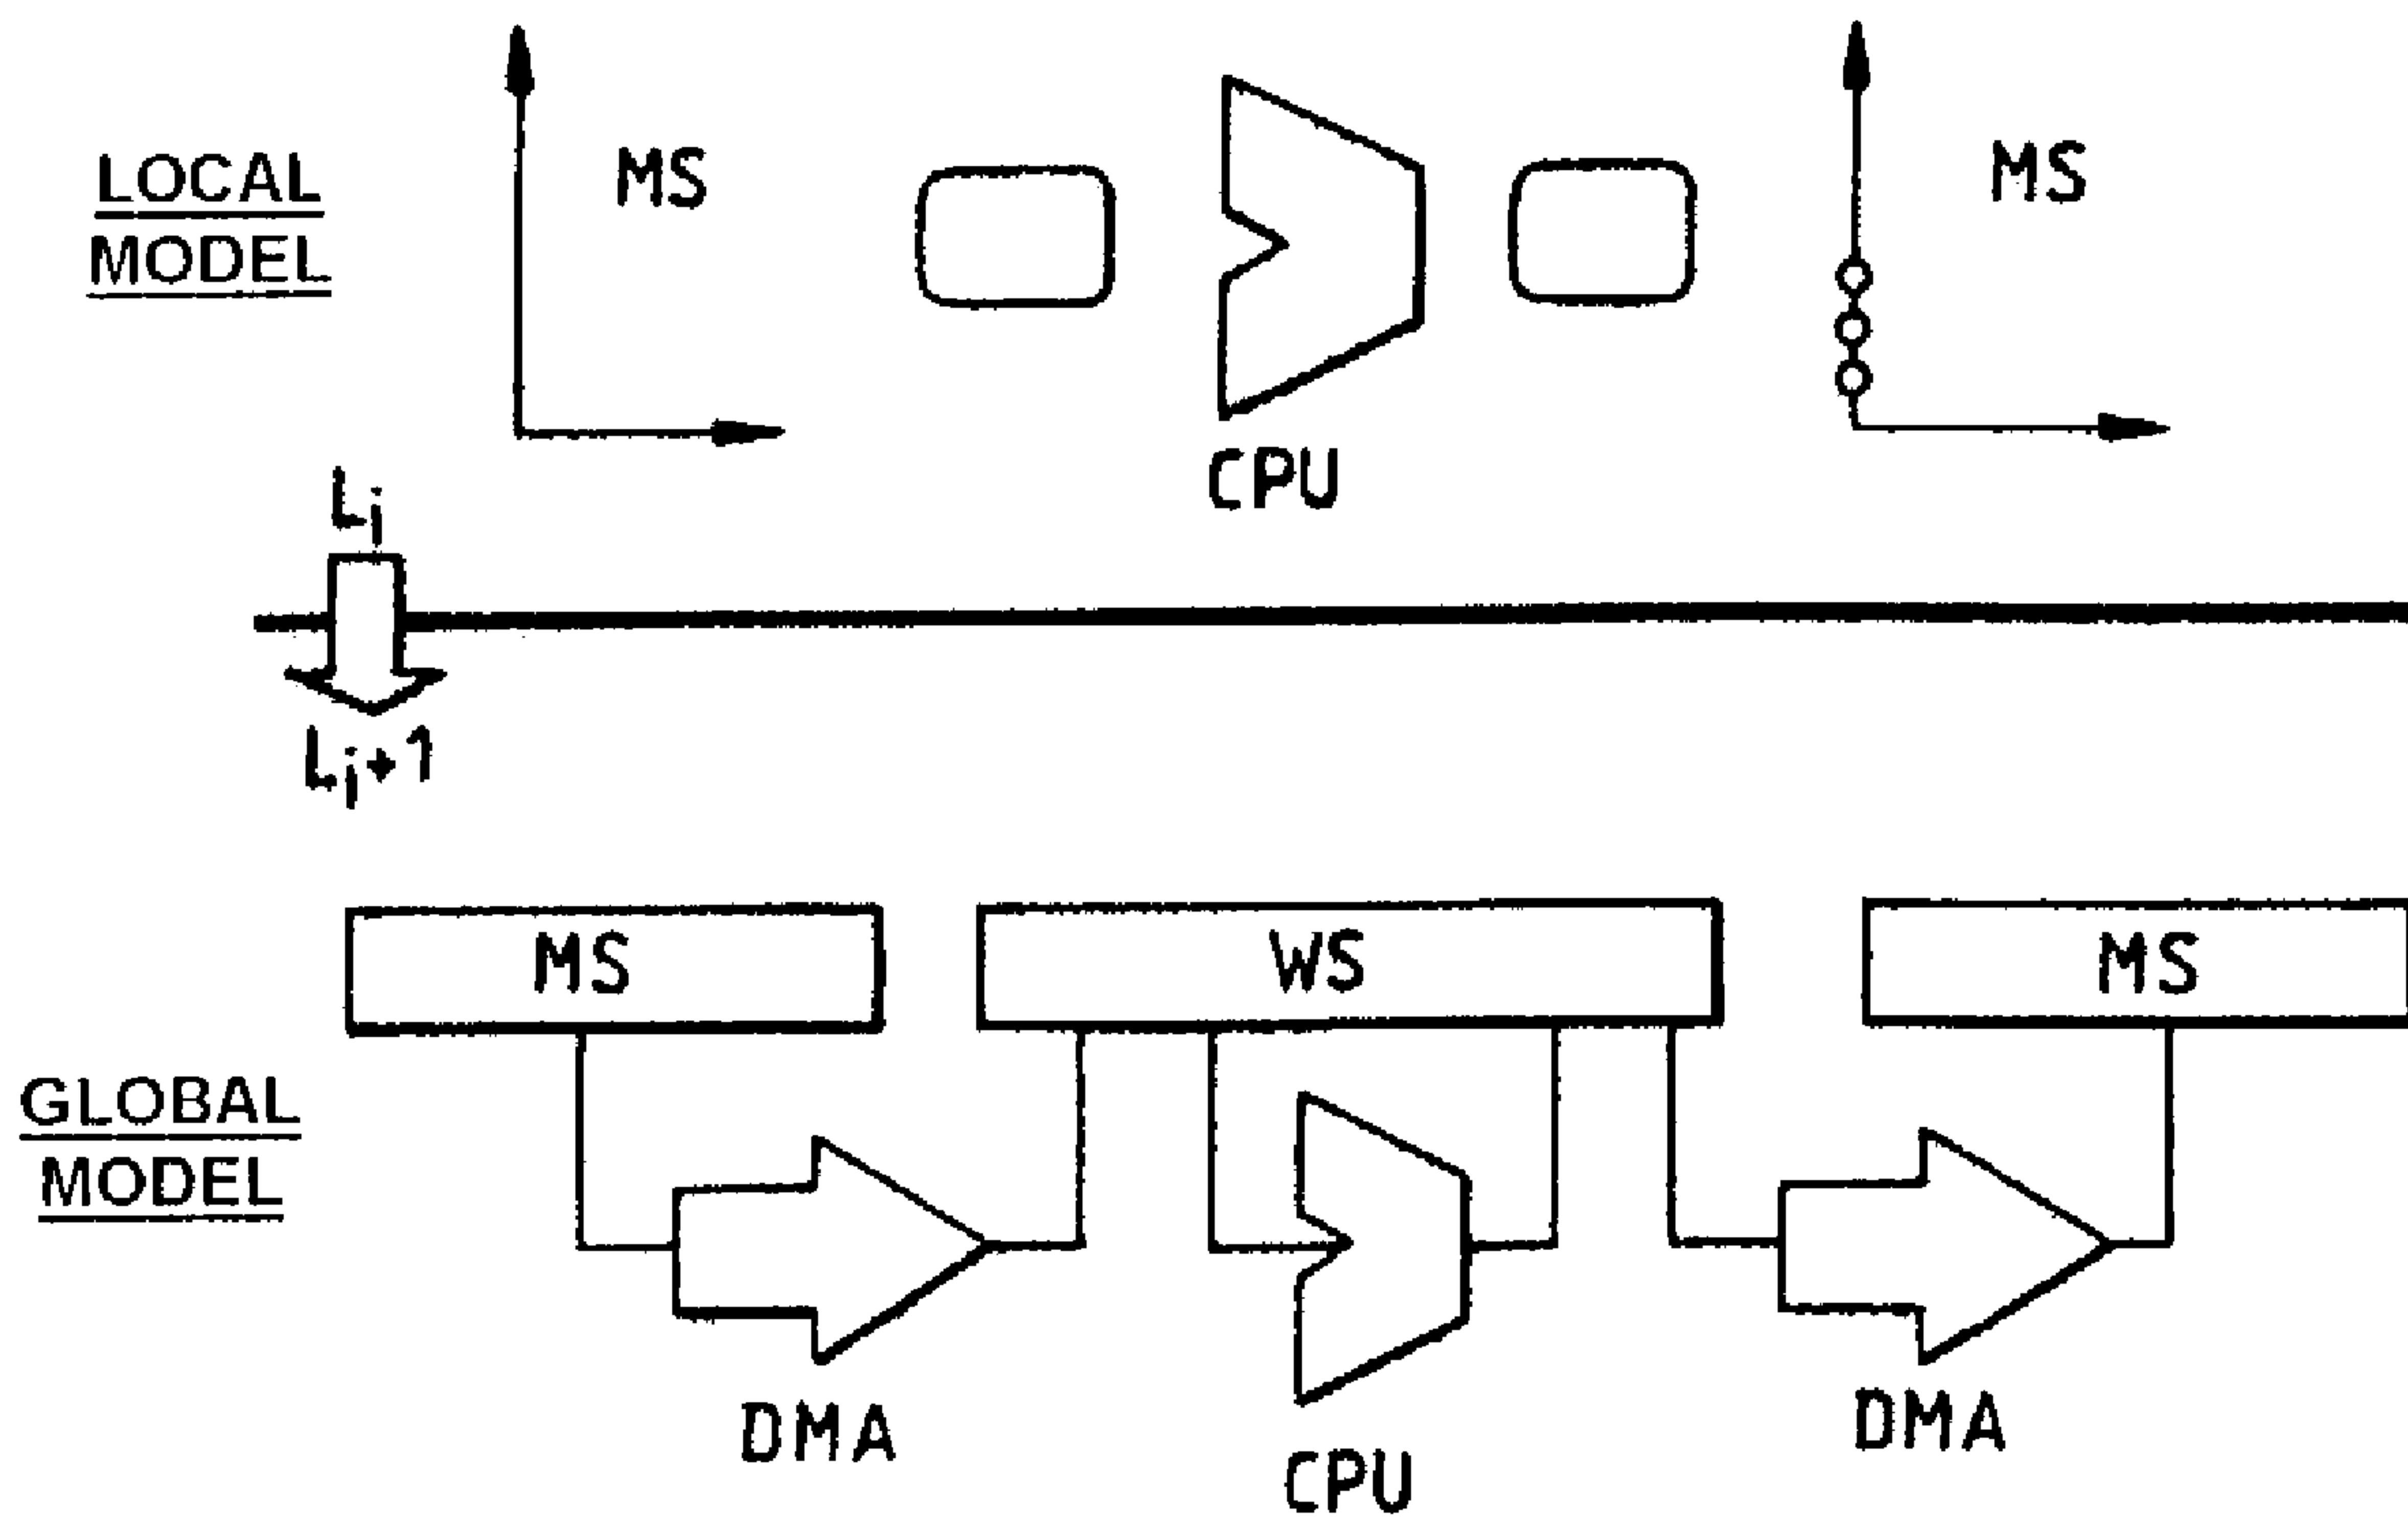 LOCAL
MODEL
MS
MS
CPU
Li
Li+1
MS
WS
MS
GLOBAL
MODEL
DMA
CPU
DMA